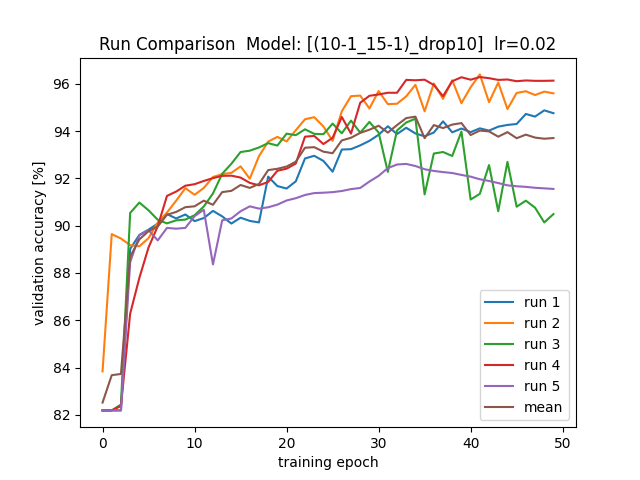 Run Comparison  Model: [(10-1_15-1)_drop10]  lr=0.02
validation accuracy [%]
96
94
92
90
88
86
84
82
0 10 20 30 40 50
training epoch
run 1
run 2
run 3
run 4
run 5
mean